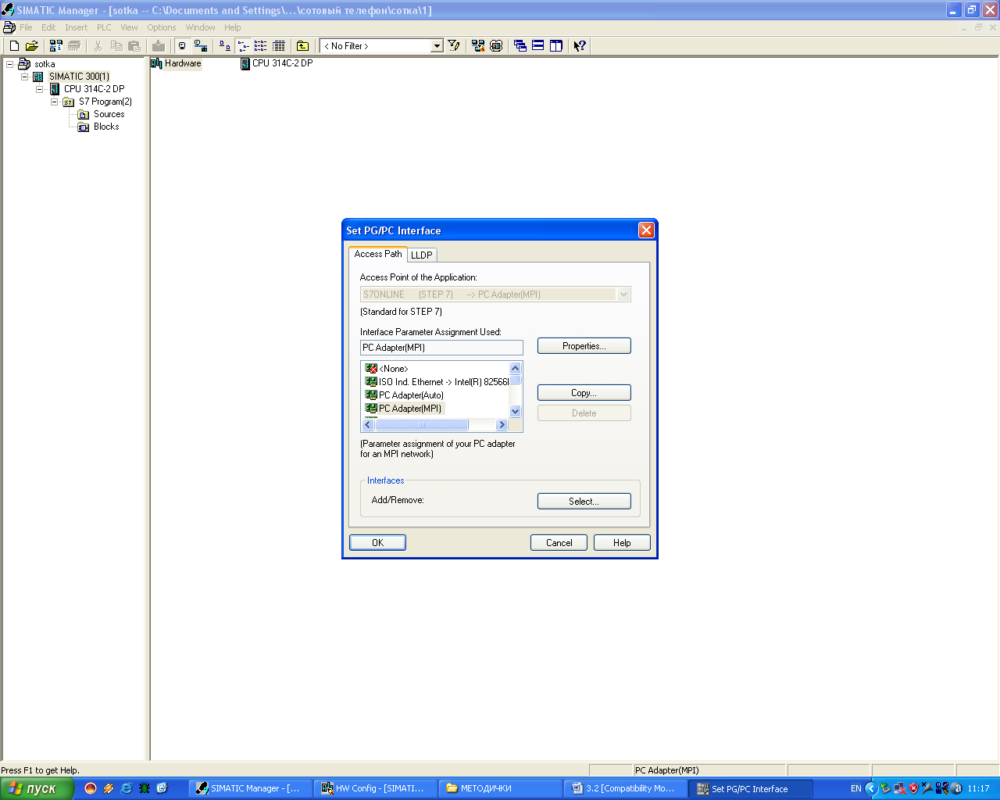 SIMATIC Manager - [sotka -- C:\Documents and Settings\...\сотовый телефон\сотка\1]
File Edit Insert PLC View Options Window Help
< No Filter >
sotka
SIMATIC 300(1)
CPU 314C-2 DP
S7 Program(2)
Sources
Blocks
Hardware
CPU 314C-2 DP
Set PG/PC Interface
Access Path
LLDP
Access Point of the Application:
S7ONLINE (STEP 7) --> PC Adapter(MPI)
(Standard for STEP 7)
Interface Parameter Assignment Used:
PC Adapter(MPI)
Properties...
<None>
ISO Ind. Ethernet -> Intel(R) 82566
PC Adapter(Auto)
PC Adapter(MPI)
Copy...
Delete
(Parameter assignment of your PC adapter
for an MPI network)
Interfaces
Add/Remove:
Select...
OK
Cancel
Help
Press F1 to get Help.
PC Adapter(MPI)
пуск
SIMATIC Manager - [...
HW Config - [SIMATI...
МЕТОДИЧКИ
3.2 [Compatibility Mo...
Set PG/PC Interface
EN
11:17